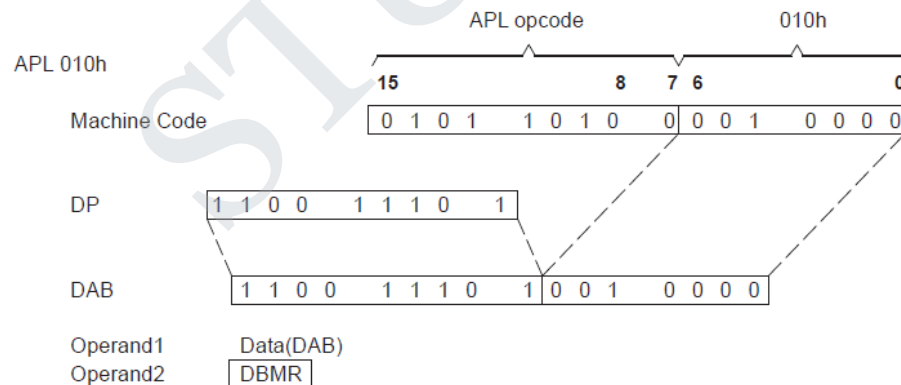 APL opcode 010h
APL 010h
15 8 7 6 0
Machine Code 0 1 0 1 1 0 1 0 0 0 0 1 0 0 0 0
DP 1 1 0 0 1 1 1 0 1
DAB 1 1 0 0 1 1 1 0 1 0 0 1 0 0 0 0
Operand1 Data(DAB)
Operand2 DBMR